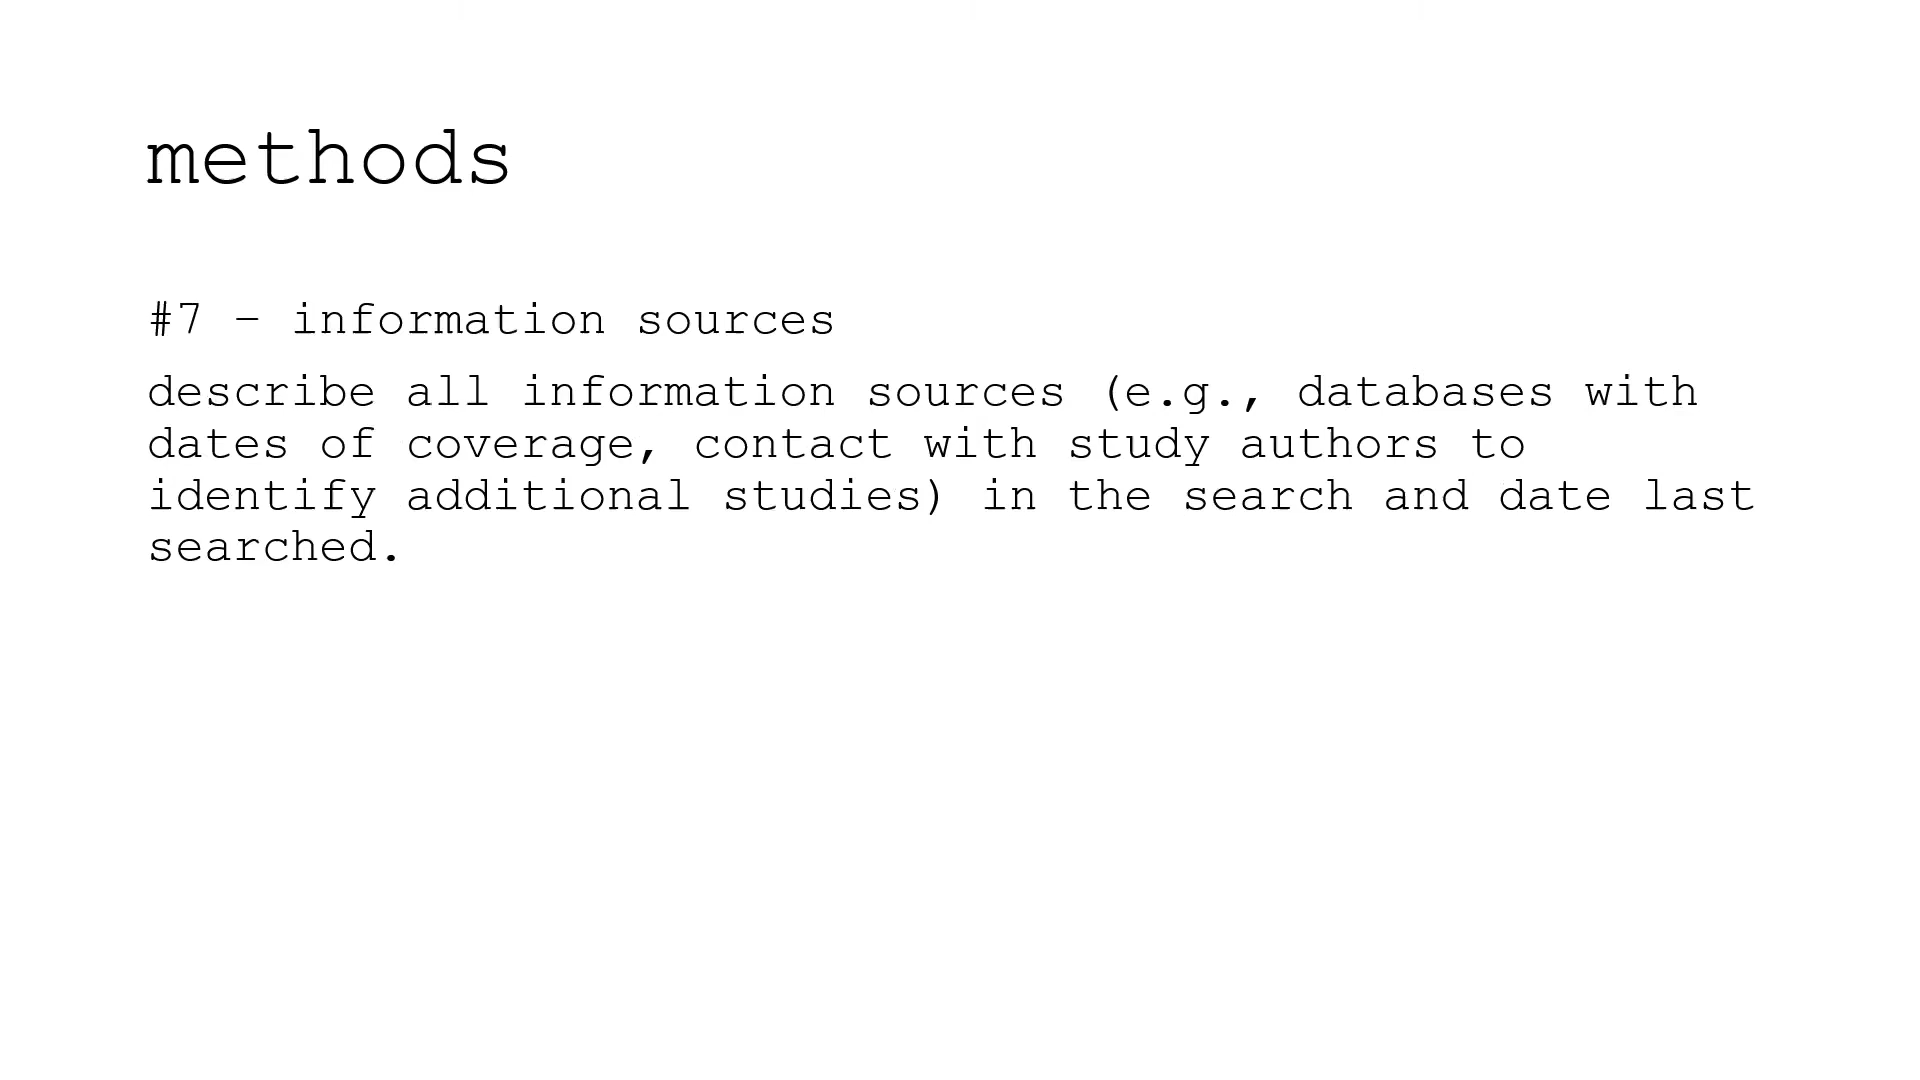 methods
#7 – information sources
describe all information sources (e.g., databases with
dates of coverage, contact with study authors to
identify additional studies) in the search and date last
searched.